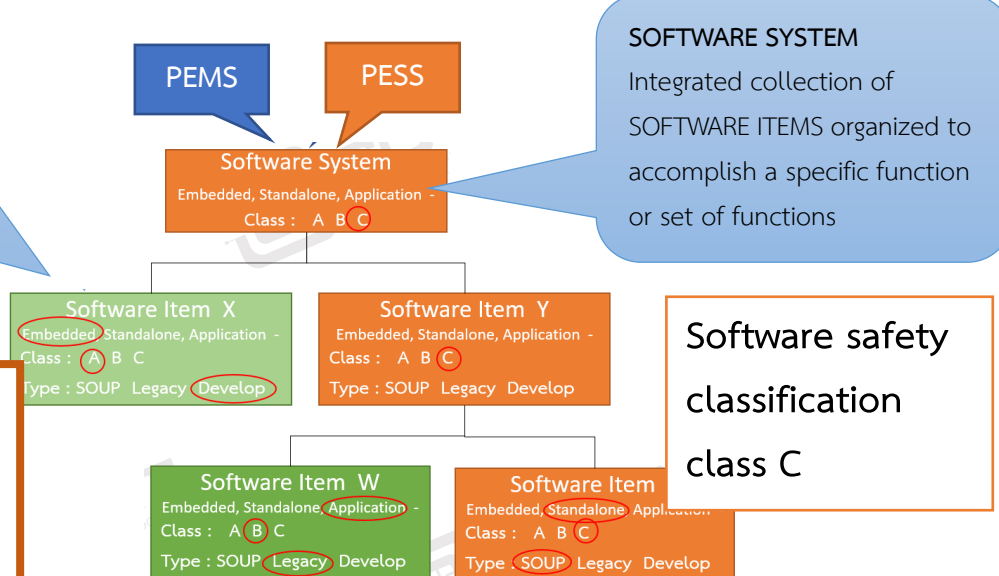 PEMS
PESS
SOFTWARE SYSTEM
Integrated collection of
SOFTWARE ITEMS organized to
accomplish a specific function
or set of functions
Software System
Embedded, Standalone, Application -
Class : A B C
Software Item X
Embedded, Standalone, Application -
Class : A B C
Type : SOUP Legacy Develop
Software Item Y
Embedded, Standalone, Application -
Class : A B C
Type : SOUP Legacy Develop
Software safety
classification
class C
Software Item W
Embedded, Standalone, Application -
Class : A B C
Type : SOUP Legacy Develop
Software Item
Embedded, Standalone, Application
Class : A B C
Type : SOUP Legacy Develop